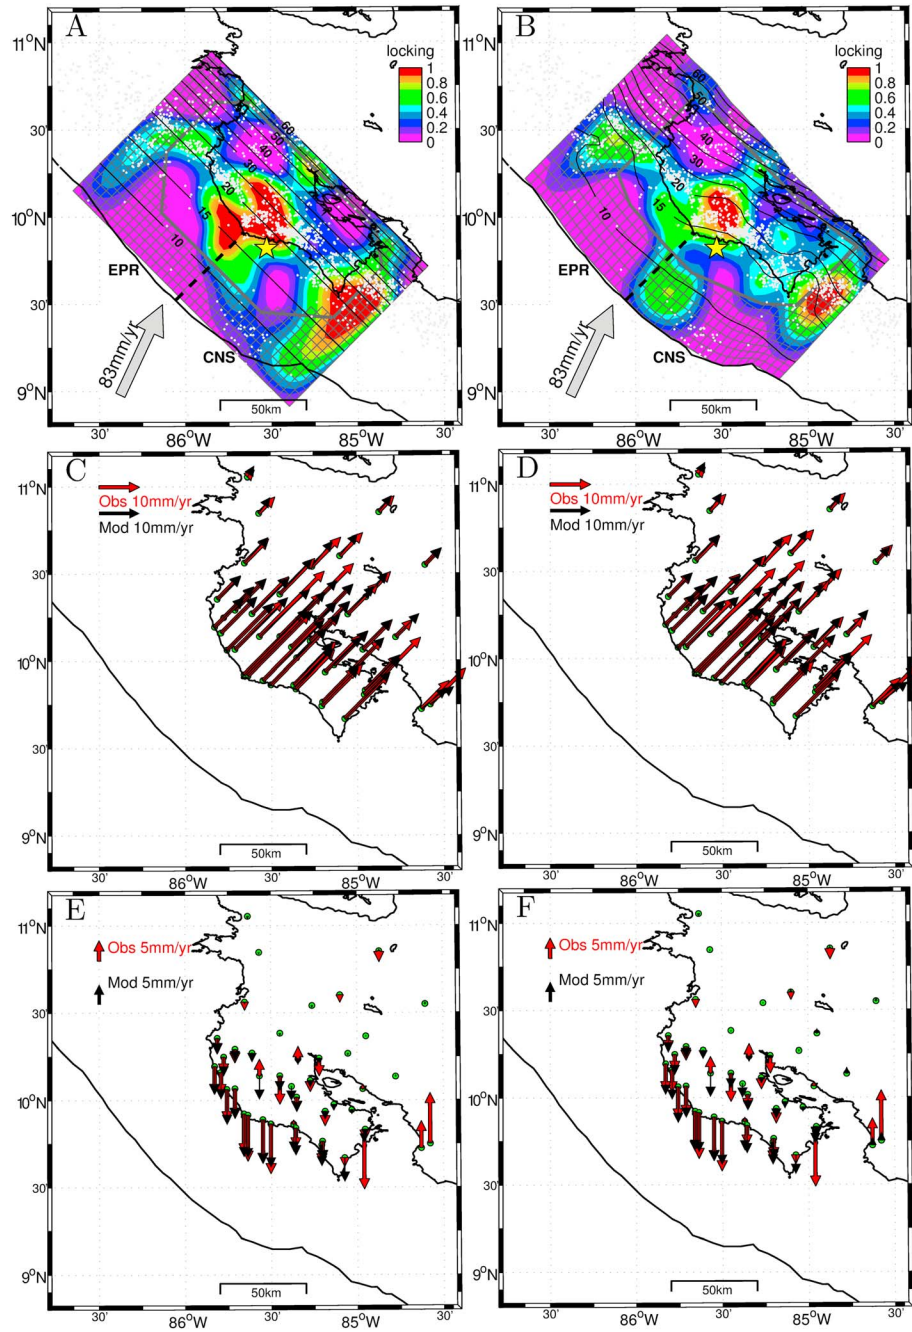 A
11°N
30'
10°N
30'
9°N
locking
1
0.8
0.6
0.4
0.2
0
60
50
40
30
20
15
10
EPR
CNS
83mm/yr
50km
30'
86°W
30'
85°W
30'
B
11°N
30'
10°N
30'
9°N
locking
1
0.8
0.6
0.4
0.2
0
60
50
40
30
20
15
10
EPR
CNS
83mm/yr
50km
30'
86°W
30'
85°W
30'
C
11°N
30'
10°N
30'
9°N
Obs 10mm/yr
Mod 10mm/yr
50km
30'
86°W
30'
85°W
30'
D
11°N
30'
10°N
30'
9°N
Obs 10mm/yr
Mod 10mm/yr
50km
30'
86°W
30'
85°W
30'
E
11°N
30'
10°N
30'
9°N
Obs 5mm/yr
Mod 5mm/yr
50km
30'
86°W
30'
85°W
30'
F
11°N
30'
10°N
30'
9°N
Obs 5mm/yr
Mod 5mm/yr
50km
30'
86°W
30'
85°W
30'